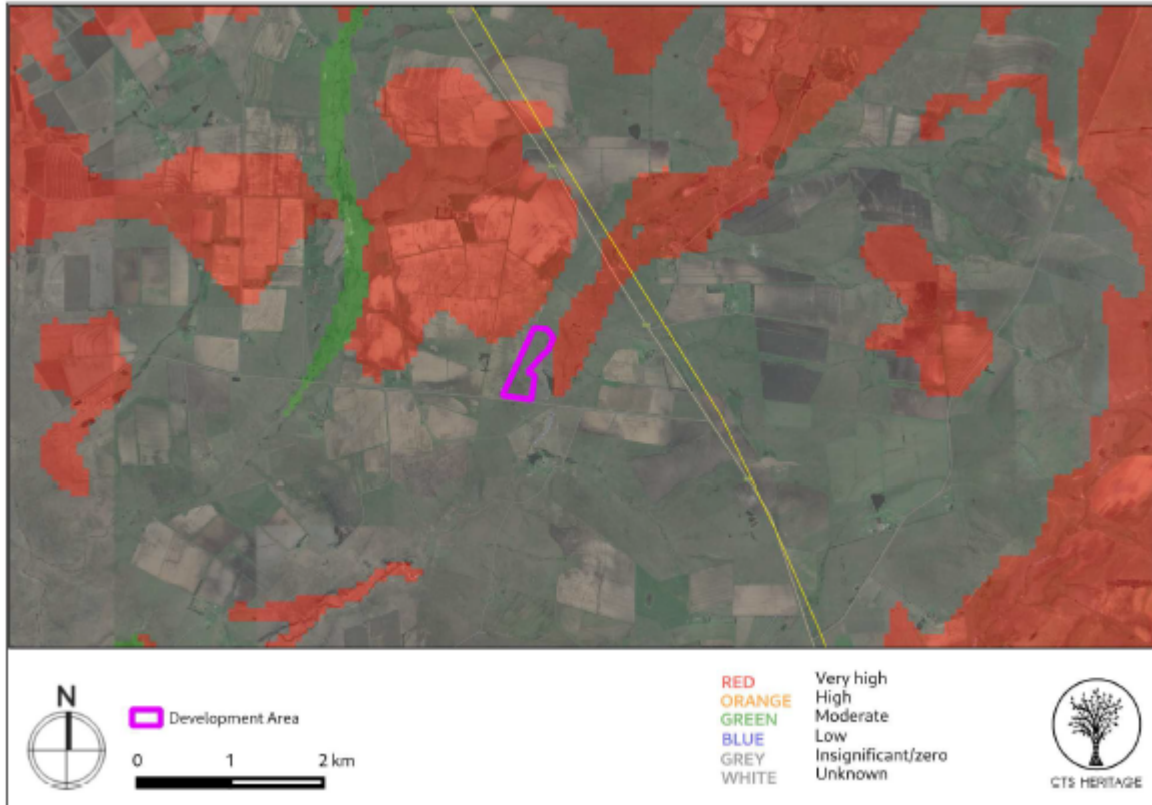 N
Development Area
0 1 2 km
RED Very high
ORANGE High
GREEN Moderate
BLUE Low
GREY Insignificant/zero
WHITE Unknown
CTS HERITAGE